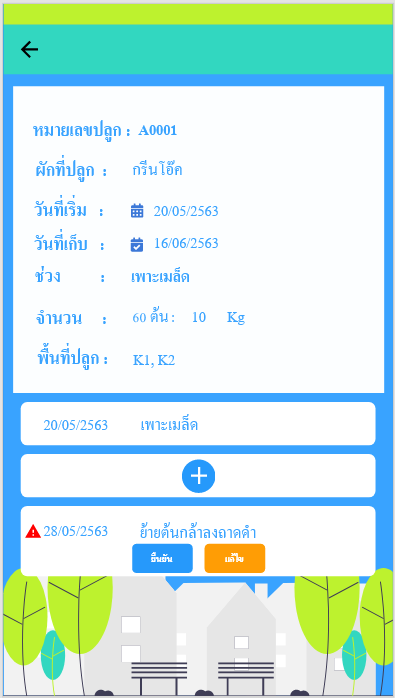 หมายเลขปลูก : A0001
ผักที่ปลูก : กรีนโอ๊ค
วันที่เริ่ม : 20/05/2563
วันที่เก็บ : 16/06/2563
ช่วง : เพาะเมล็ด
จำนวน : 60 ต้น : 10 Kg
พื้นที่ปลูก : K1, K2
20/05/2563 เพาะเมล็ด
28/05/2563 ย้ายต้นกล้าลงถาดดำ
ยืนยัน แก้ไข